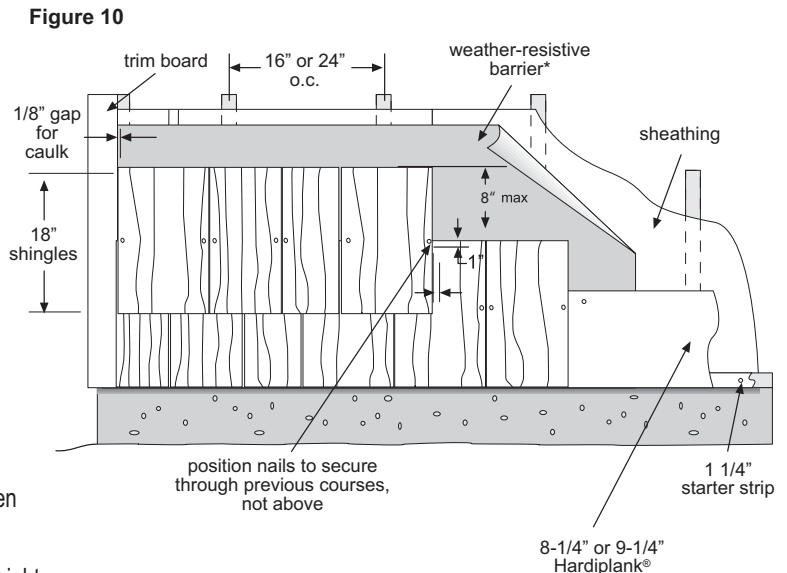 Figure 10
trim board
16” or 24”
o.c.
weather-resistive
barrier*
1/8” gap
for
caulk
sheathing
8“ max
18”
shingles
1”
position nails to secure
through previous courses,
not above
1 1/4”
starter strip
en
8-1/4” or 9-1/4”
Hardiplank®